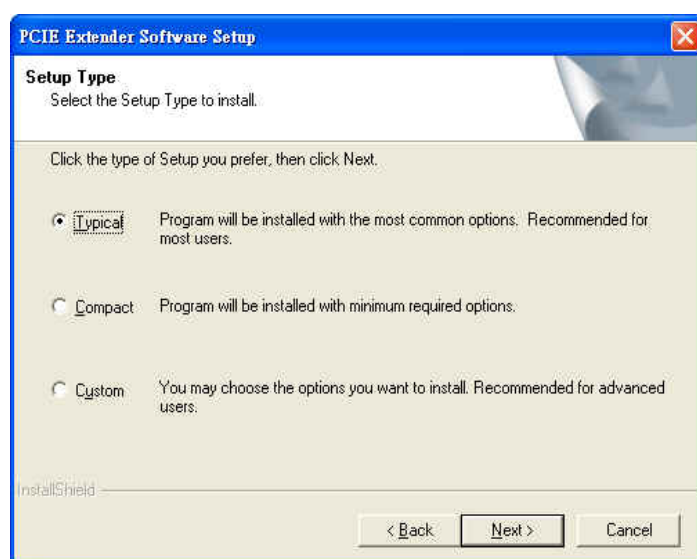 PCIE Extender Software Setup
Setup Type
Select the Setup Type to install.
Click the type of Setup you prefer, then click Next.
Typical
Program will be installed with the most common options.  Recommended for
most users.
Compact
Program will be installed with minimum required options.
Custom
You may choose the options you want to install. Recommended for advanced
users.
InstallShield
< Back
Next >
Cancel